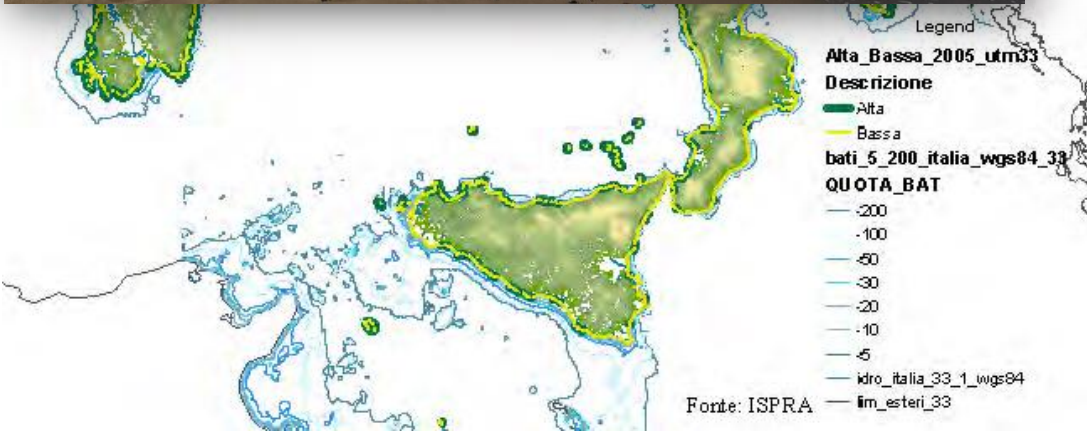 Legend
Alta_Bassa_2005_utm33
Descrizione
Alta
Bassa
bati_5_200_italia_wgs84_33
QUOTA_BAT
-200
-100
-50
-30
-20
-10
-5
idro_italia_33_1_wgs84
lim_esteri_33
Fonte: ISPRA